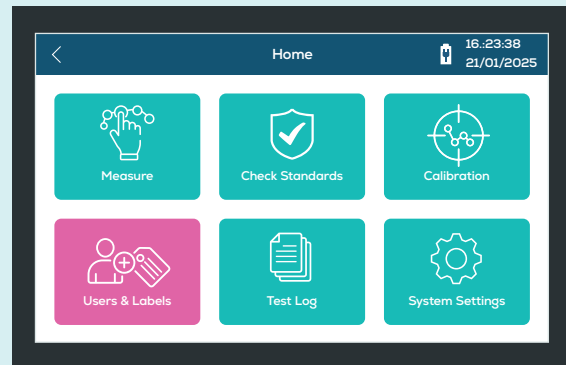 Home
16.:23:38
21/01/2025
Measure
Check Standards
Calibration
Users & Labels
Test Log
System Settings